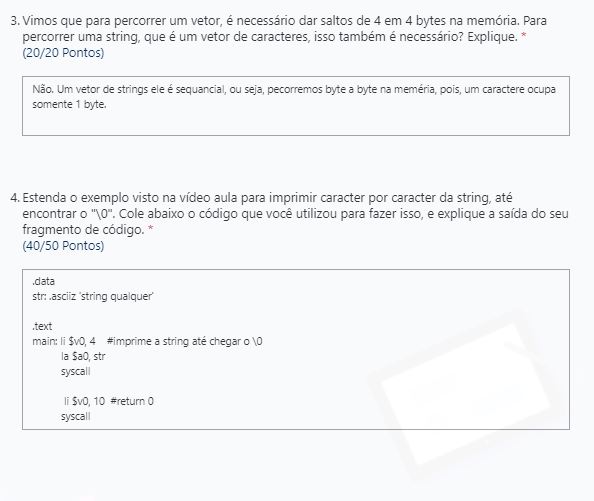 3. Vimos que para percorrer um vetor, é necessário dar saltos de 4 em 4 bytes na memória. Para
percorrer uma string, que é um vetor de caracteres, isso também é necessário? Explique. *
(20/20 Pontos)
Não. Um vetor de strings ele é sequancial, ou seja, pecorremos byte a byte na meméria, pois, um caractere ocupa
somente 1 byte.
4. Estenda o exemplo visto na vídeo aula para imprimir caracter por caracter da string, até
encontrar o "\0". Cole abaixo o código que você utilizou para fazer isso, e explique a saída do seu
fragmento de código. *
(40/50 Pontos)
.data
str: .asciiz 'string qualquer'
.text
main: li $v0, 4 #imprime a string até chegar o \0
la $a0, str
syscall
li $v0, 10 #return 0
syscall